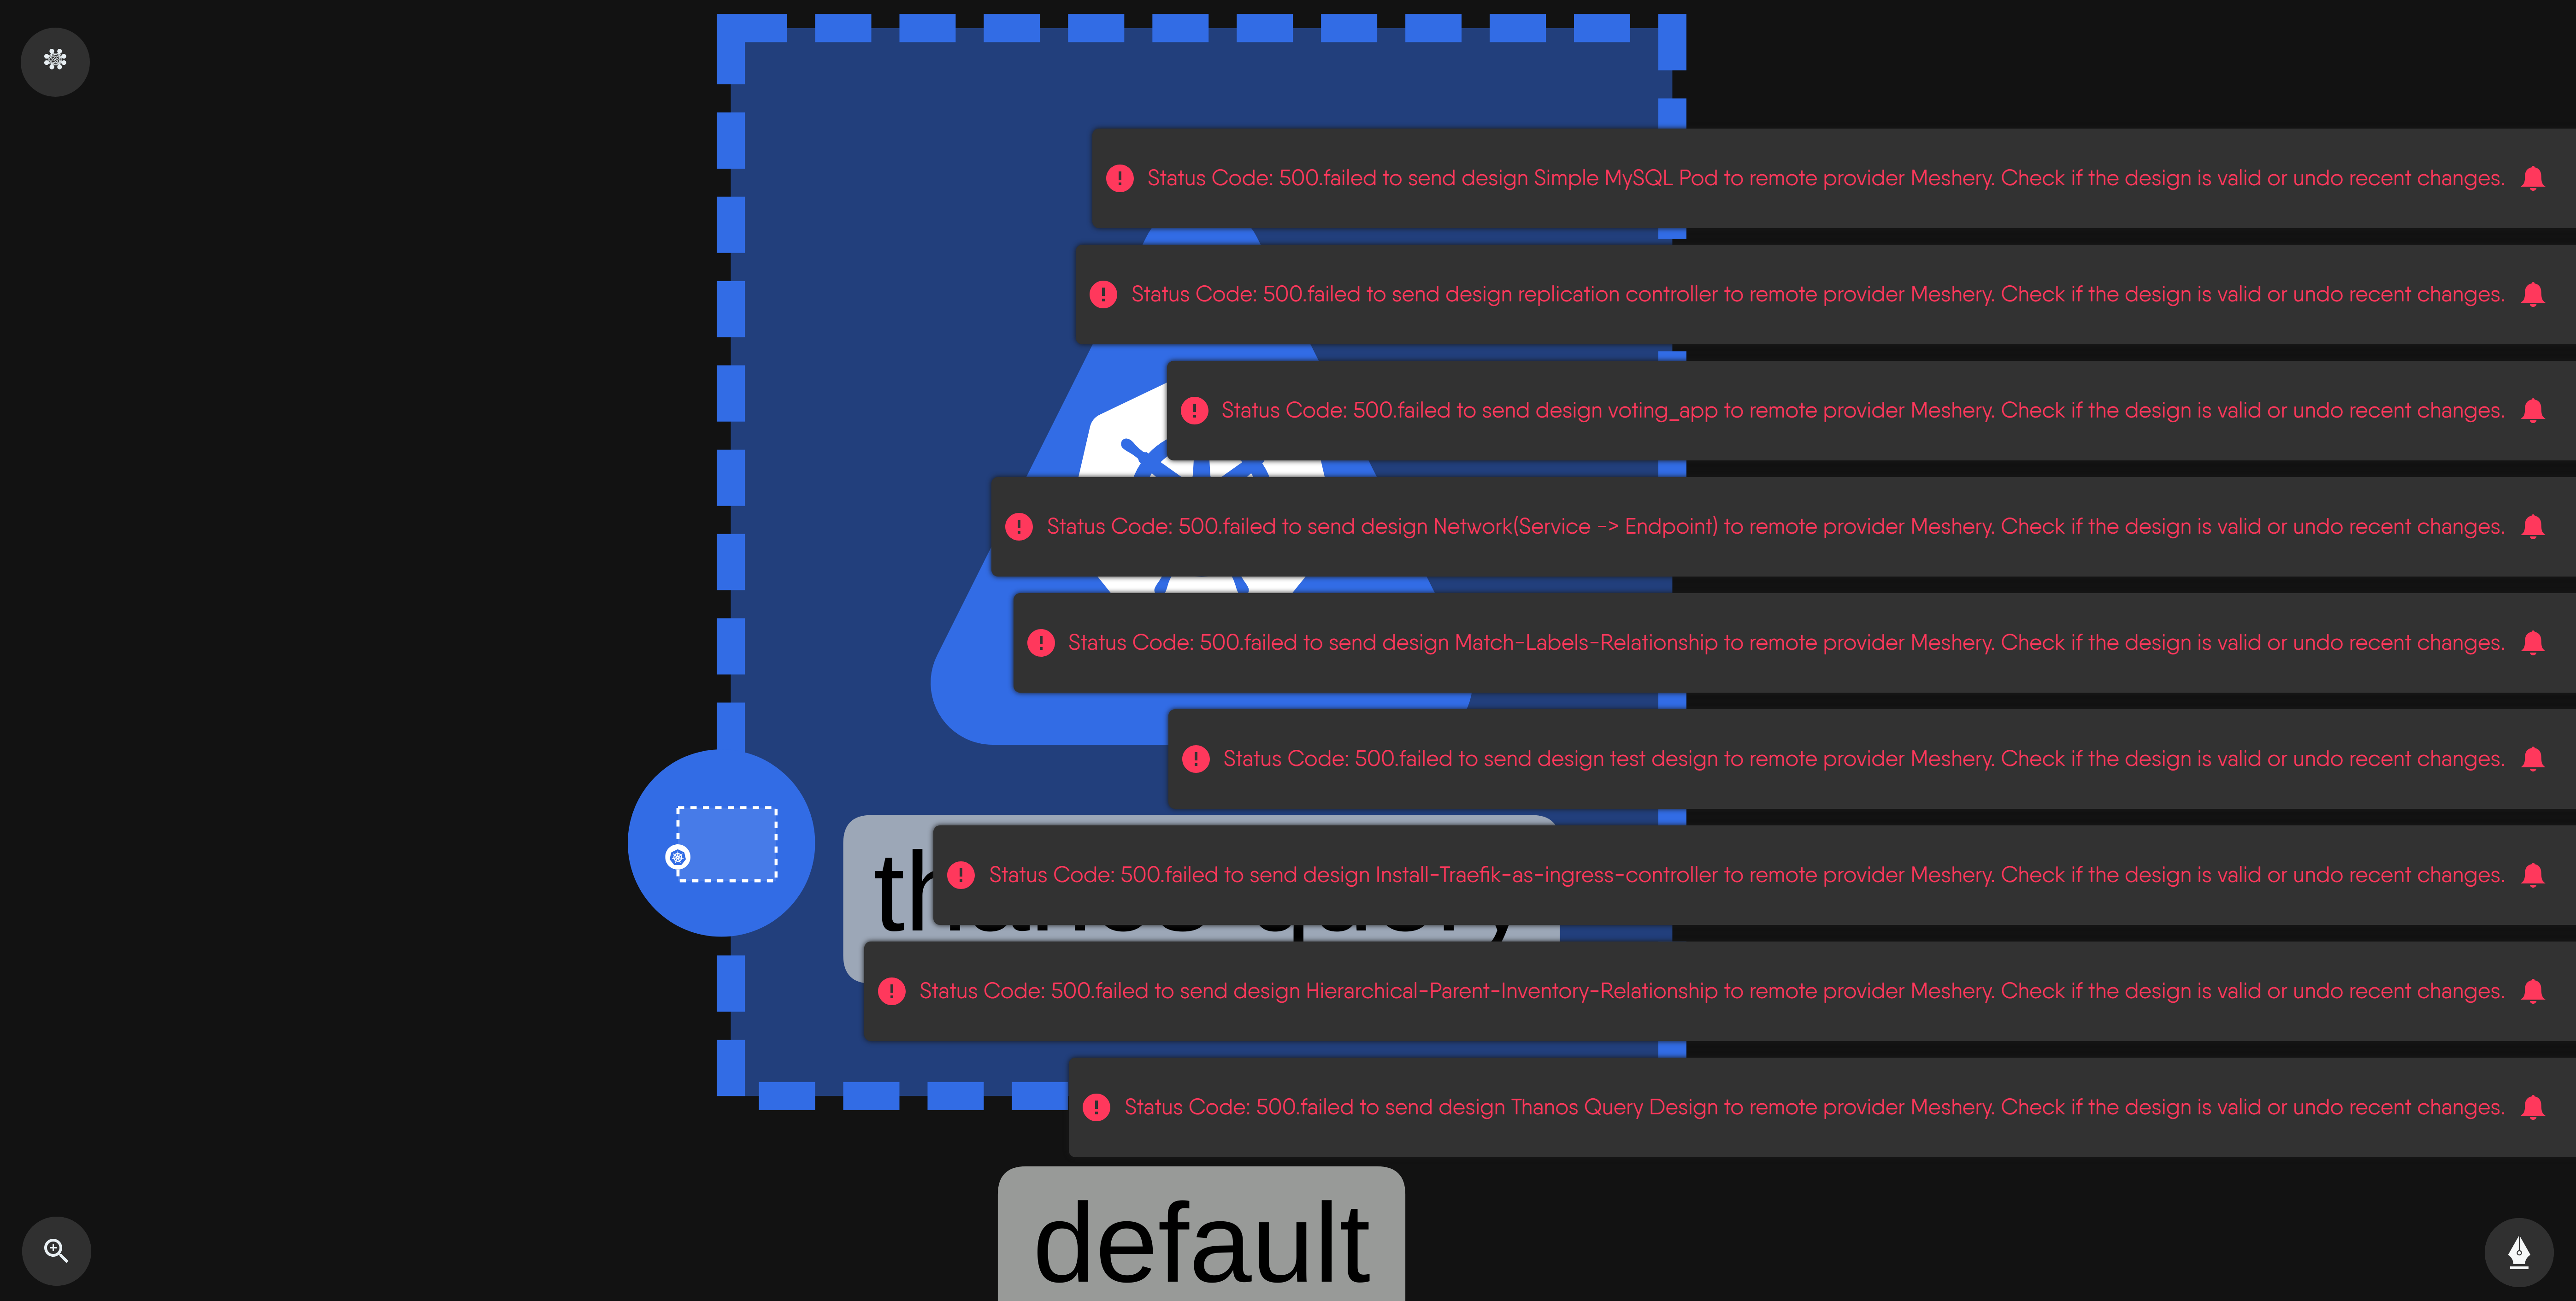 Status Code: 500.failed to send design Simple MySQL Pod to remote provider Meshery. Check if the design is valid or undo recent changes.
Status Code: 500.failed to send design replication controller to remote provider Meshery. Check if the design is valid or undo recent changes.
Status Code: 500.failed to send design voting_app to remote provider Meshery. Check if the design is valid or undo recent changes.
Status Code: 500.failed to send design Network(Service -> Endpoint) to remote provider Meshery. Check if the design is valid or undo recent changes.
Status Code: 500.failed to send design Match-Labels-Relationship to remote provider Meshery. Check if the design is valid or undo recent changes.
Status Code: 500.failed to send design test design to remote provider Meshery. Check if the design is valid or undo recent changes.
Status Code: 500.failed to send design Install-Traefik-as-ingress-controller to remote provider Meshery. Check if the design is valid or undo recent changes.
Status Code: 500.failed to send design Hierarchical-Parent-Inventory-Relationship to remote provider Meshery. Check if the design is valid or undo recent changes.
Status Code: 500.failed to send design Thanos Query Design to remote provider Meshery. Check if the design is valid or undo recent changes.
default